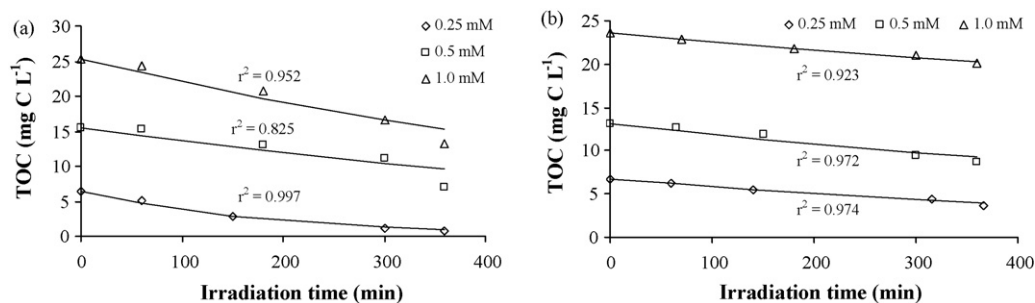 (a)
30
25
20
15
10
5
0
TOC (mg C L⁻¹)
◇ 0.25 mM
□ 0.5 mM
△ 1.0 mM
r² = 0.952
r² = 0.825
r² = 0.997
0 100 200 300 400
Irradiation time (min)
(b)
25
20
15
10
5
0
TOC (mg C L⁻¹)
◇ 0.25 mM □ 0.5 mM △ 1.0 mM
r² = 0.923
r² = 0.972
r² = 0.974
0 100 200 300 400
Irradiation time (min)